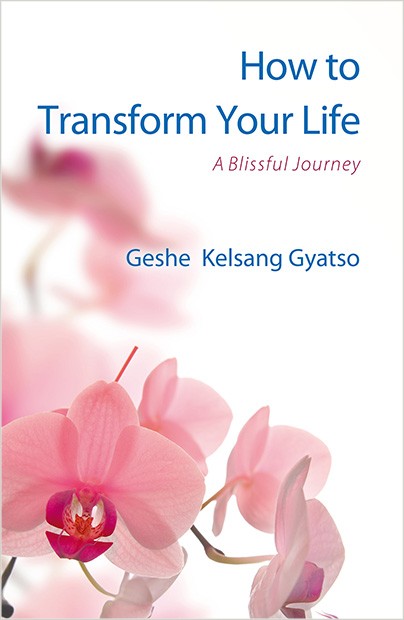 How to
Transform Your Life
A Blissful Journey
Geshe Kelsang Gyatso